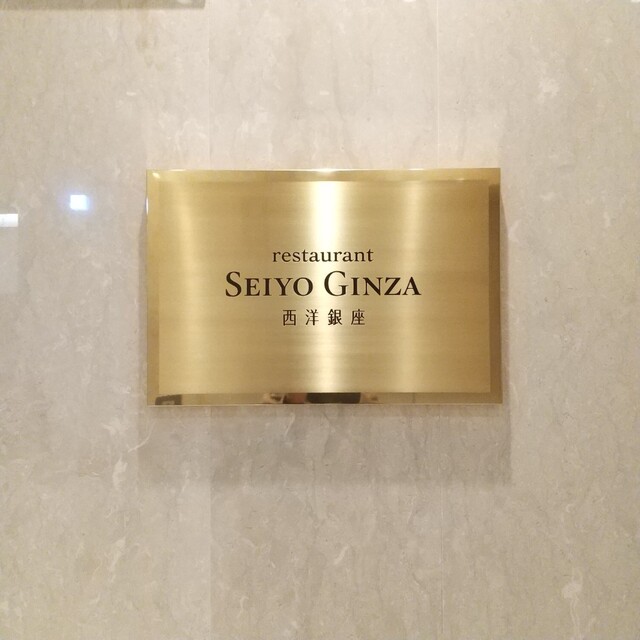 restaurant
SEIYO GINZA
西洋銀座